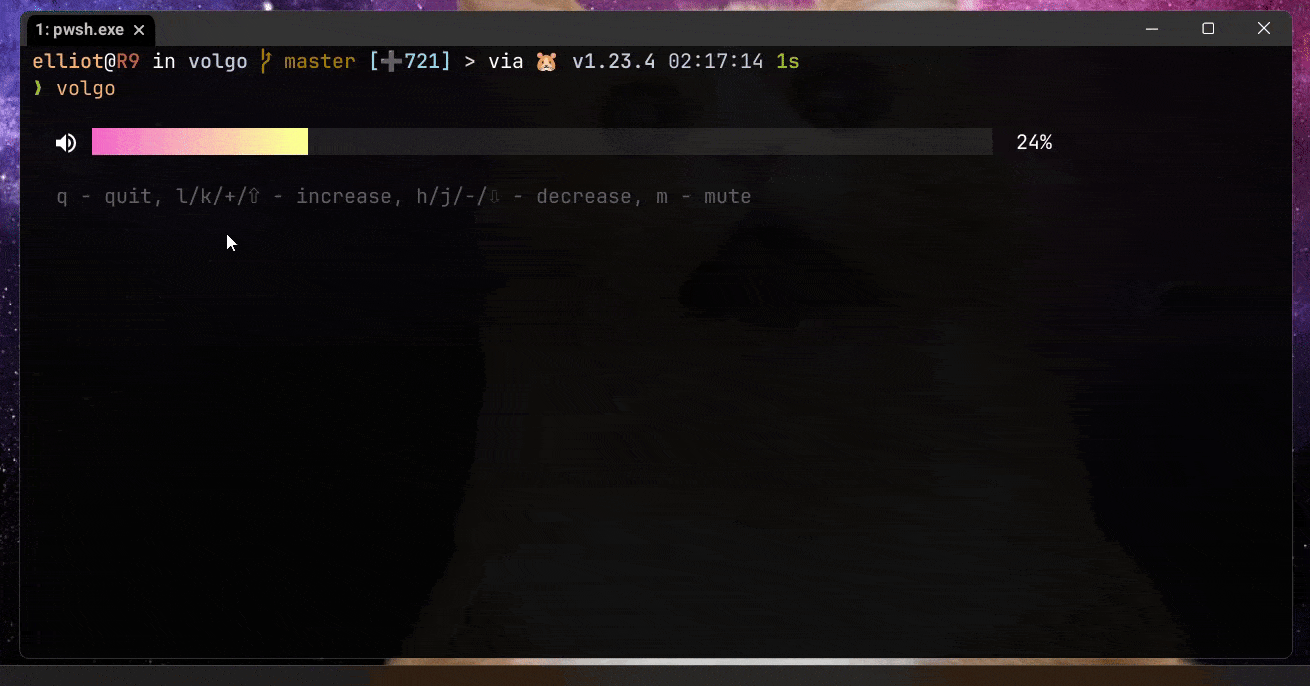 1: pwsh.exe ×
elliot@R9 in volgo master [➕721] > via 🐹 v1.23.4 02:17:14 1s
❯ volgo
24%
q - quit, l/k/+/⇧ - increase, h/j/-/⇩ - decrease, m - mute